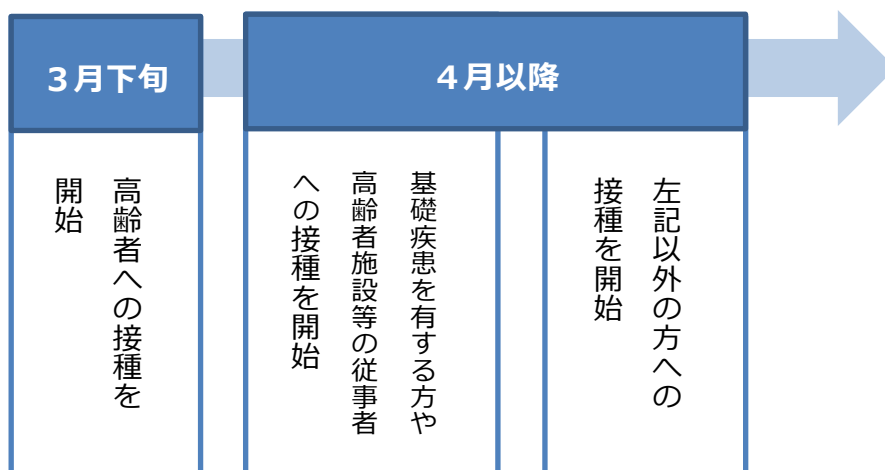 ３月下旬
高齢者への接種を
開始
４月以降
基礎疾患を有する方や
高齢者施設等の従事者
への接種を開始
左記以外の方への
接種を開始